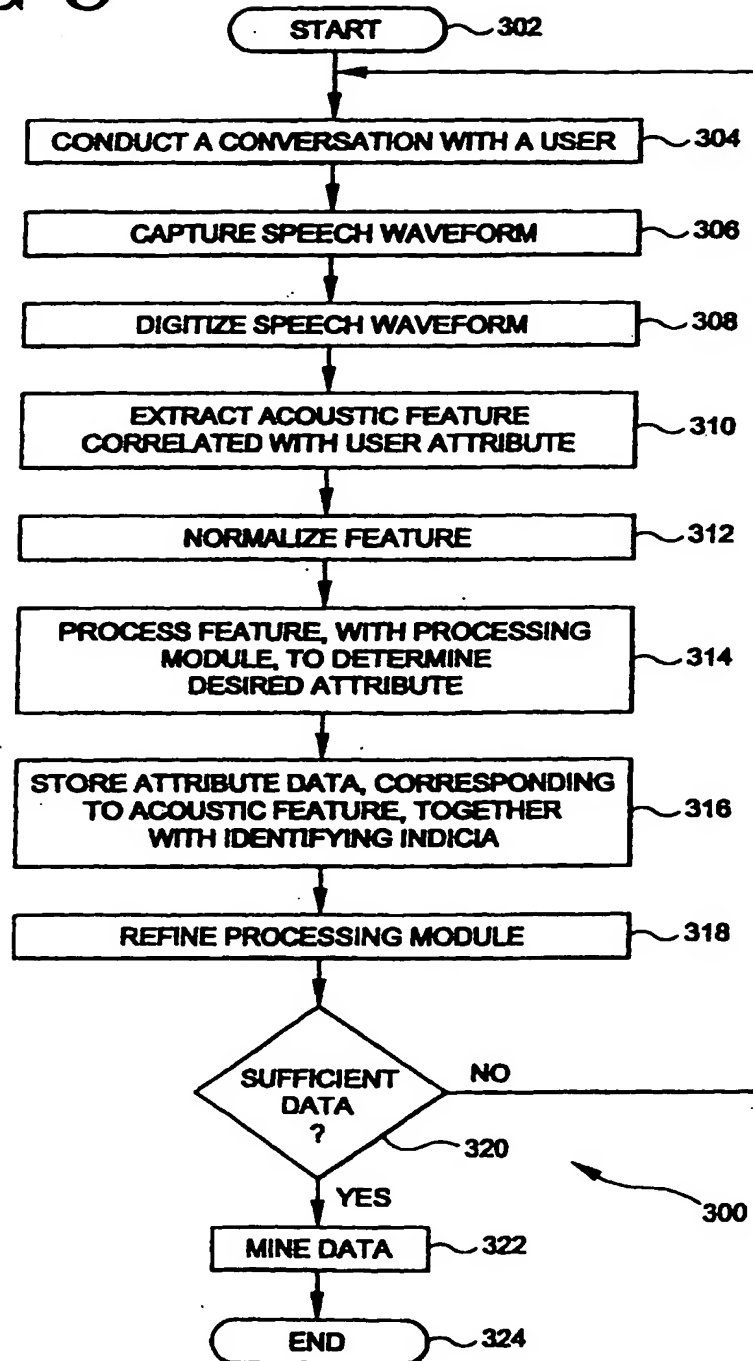 START
302
CONDUCT A CONVERSATION WITH A USER
304
CAPTURE SPEECH WAVEFORM
306
DIGITIZE SPEECH WAVEFORM
308
EXTRACT ACOUSTIC FEATURE
CORRELATED WITH USER ATTRIBUTE
310
NORMALIZE FEATURE
312
PROCESS FEATURE, WITH PROCESSING
MODULE, TO DETERMINE
DESIRED ATTRIBUTE
314
STORE ATTRIBUTE DATA, CORRESPONDING
TO ACOUSTIC FEATURE, TOGETHER
WITH IDENTIFYING INDICIA
316
REFINE PROCESSING MODULE
318
SUFFICIENT
DATA
?
NO
320
YES
300
MINE DATA
322
END
324